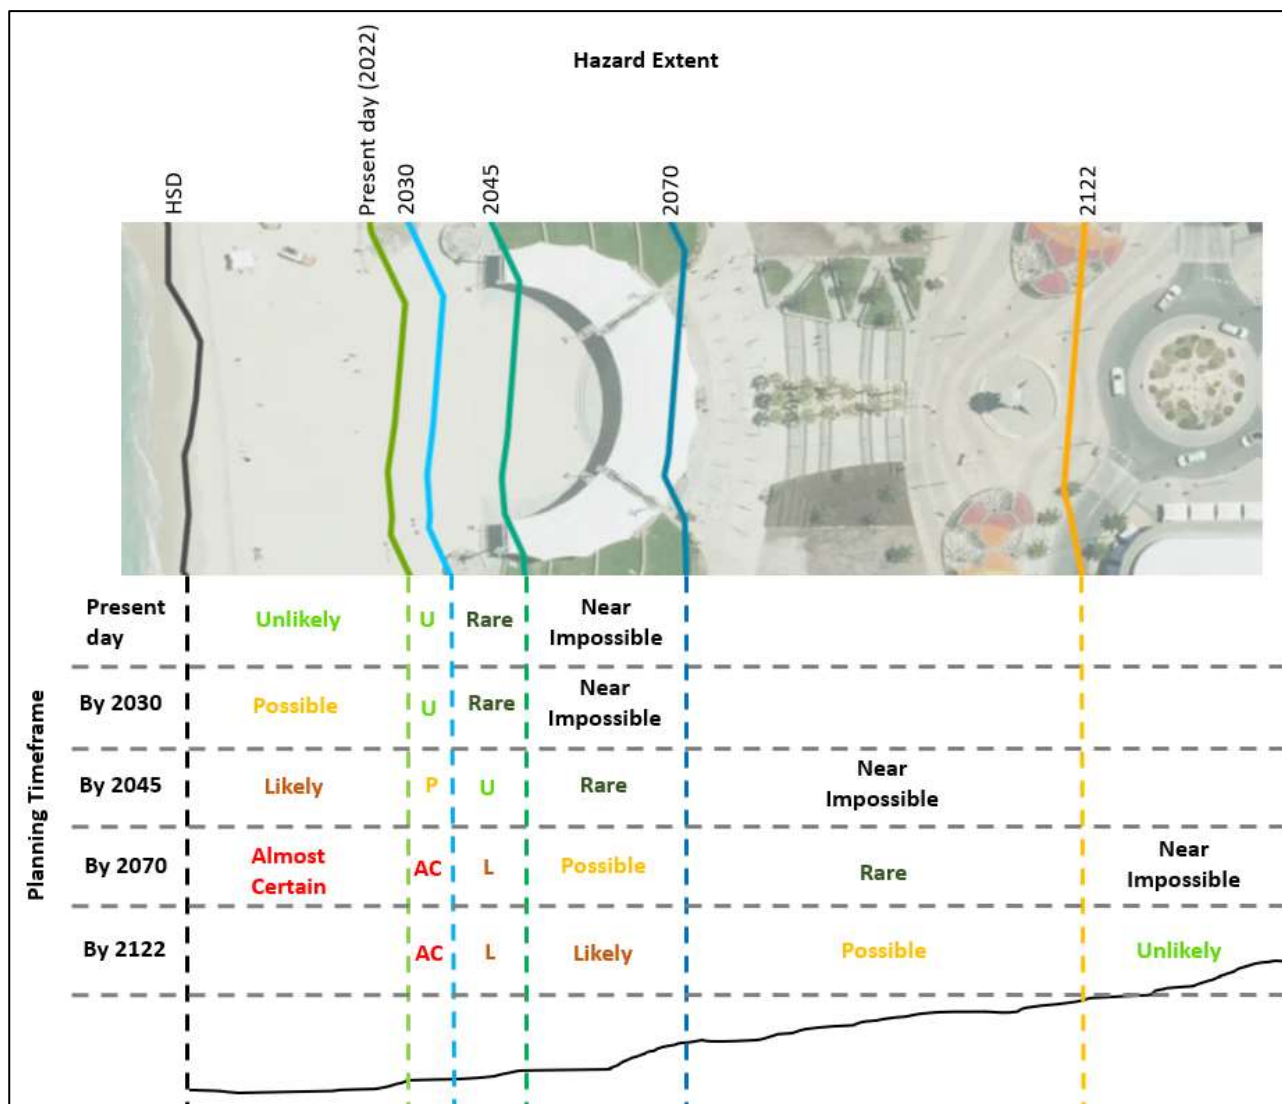 Hazard Extent
HSD
Present day (2022)
2030
2045
2070
2122
Planning Timeframe
Present
day
Unlikely
U
Rare
Near
Impossible
By 2030
Possible
U
Rare
Near
Impossible
By 2045
Likely
P
U
Rare
Near
Impossible
By 2070
Almost
Certain
AC
L
Possible
Rare
Near
Impossible
By 2122
AC
L
Likely
Possible
Unlikely